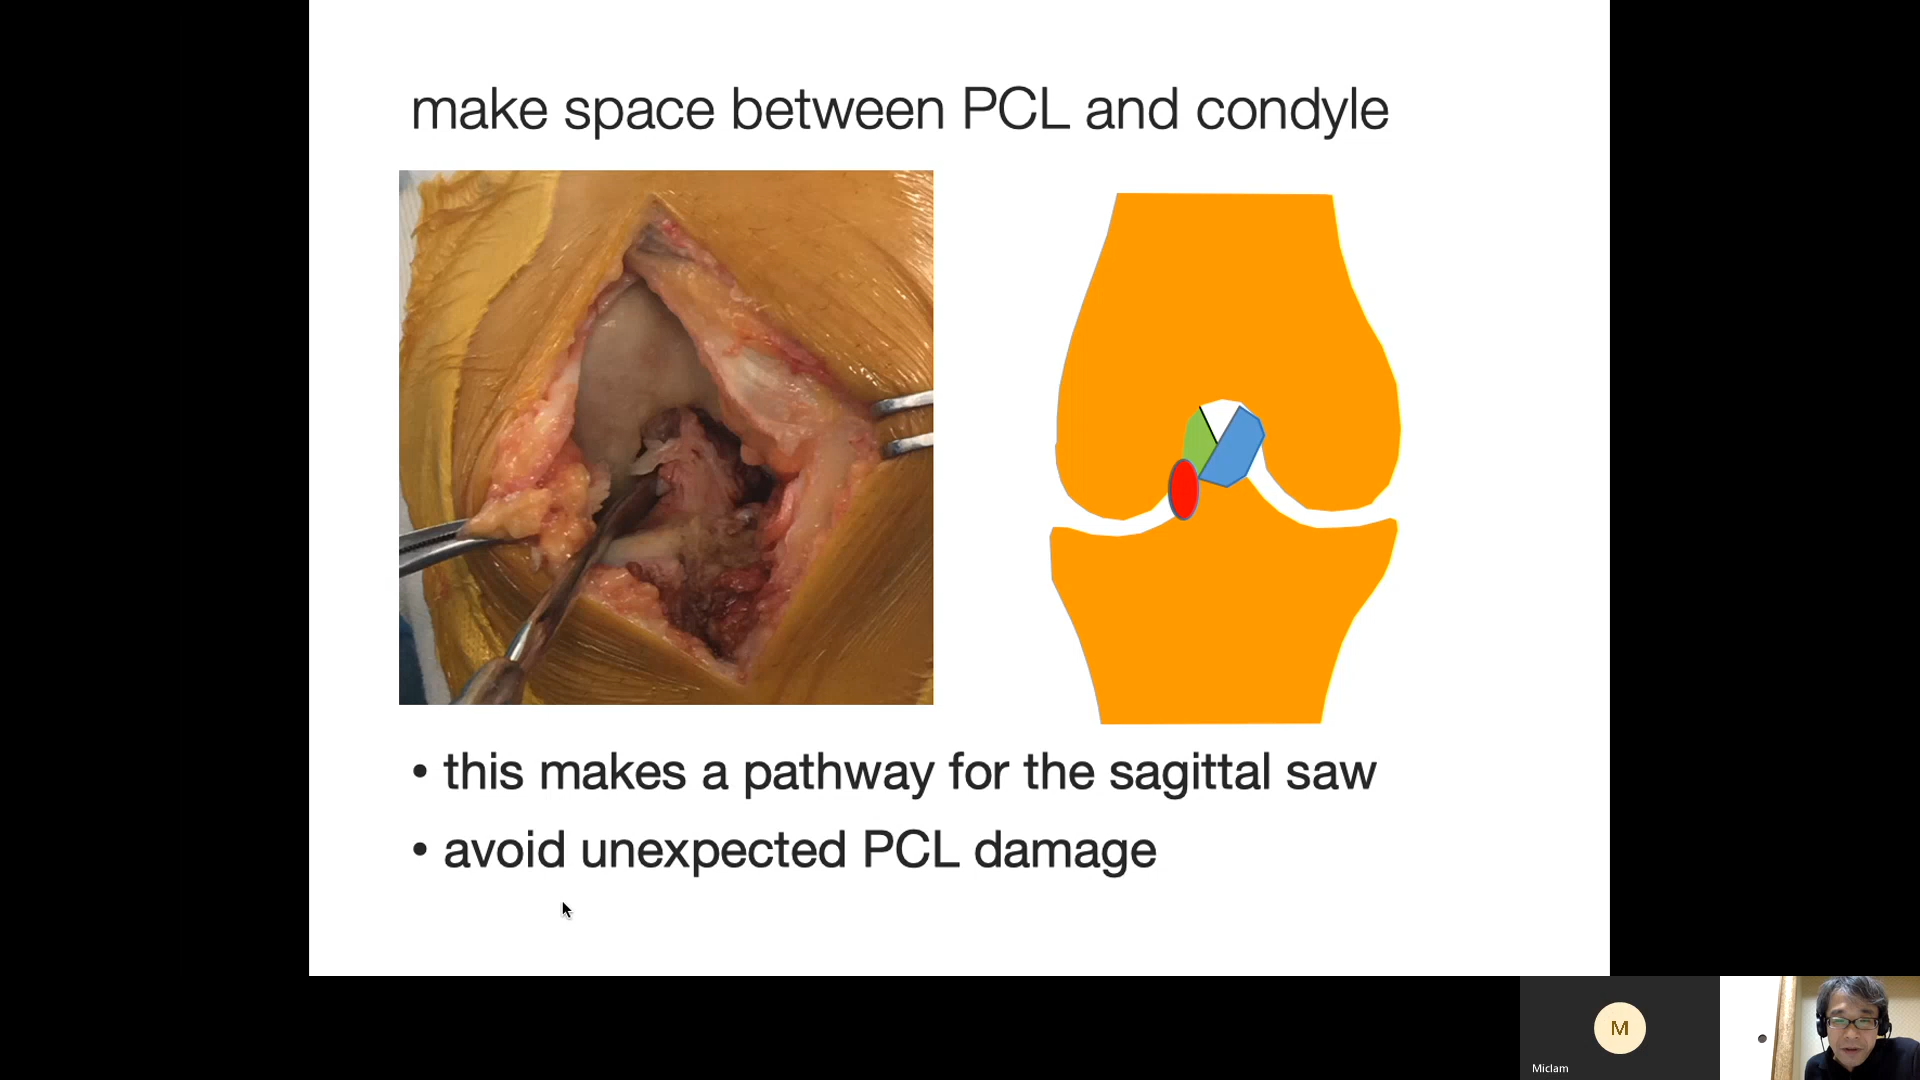 make space between PCL and condyle
• this makes a pathway for the sagittal saw
• avoid unexpected PCL damage
M
Miclam